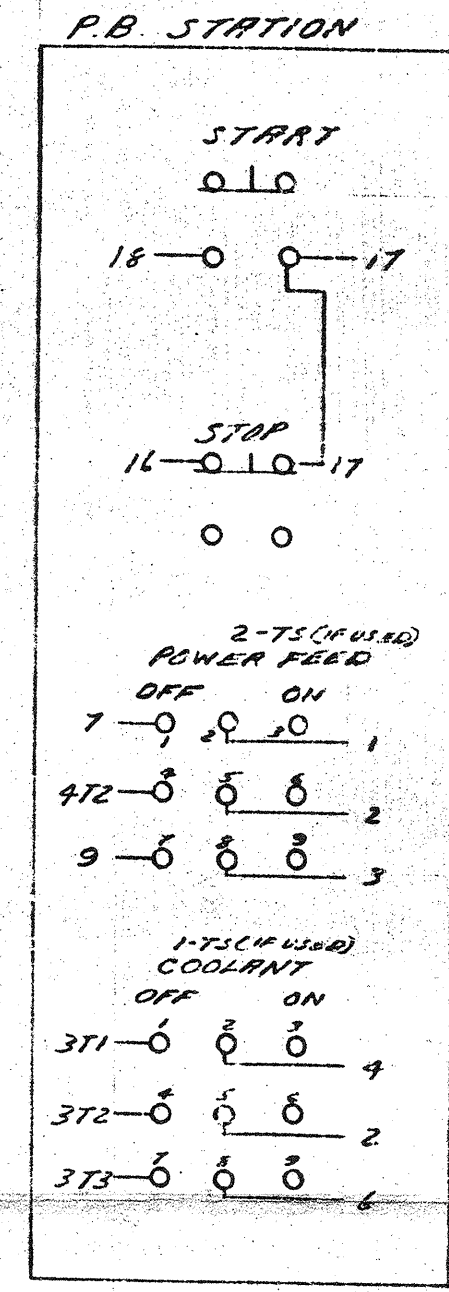 P.B. STATION
START
18 17
STOP
16 17
2-TS (IF USED)
POWER FEED
OFF ON
7 1 2 3 1
4T2 4 5 6 2
9 7 8 9 3
1-TS (IF USED)
COOLANT
OFF ON
3T1 1 2 3 4
3T2 4 5 6 2
3T3 7 8 9 6